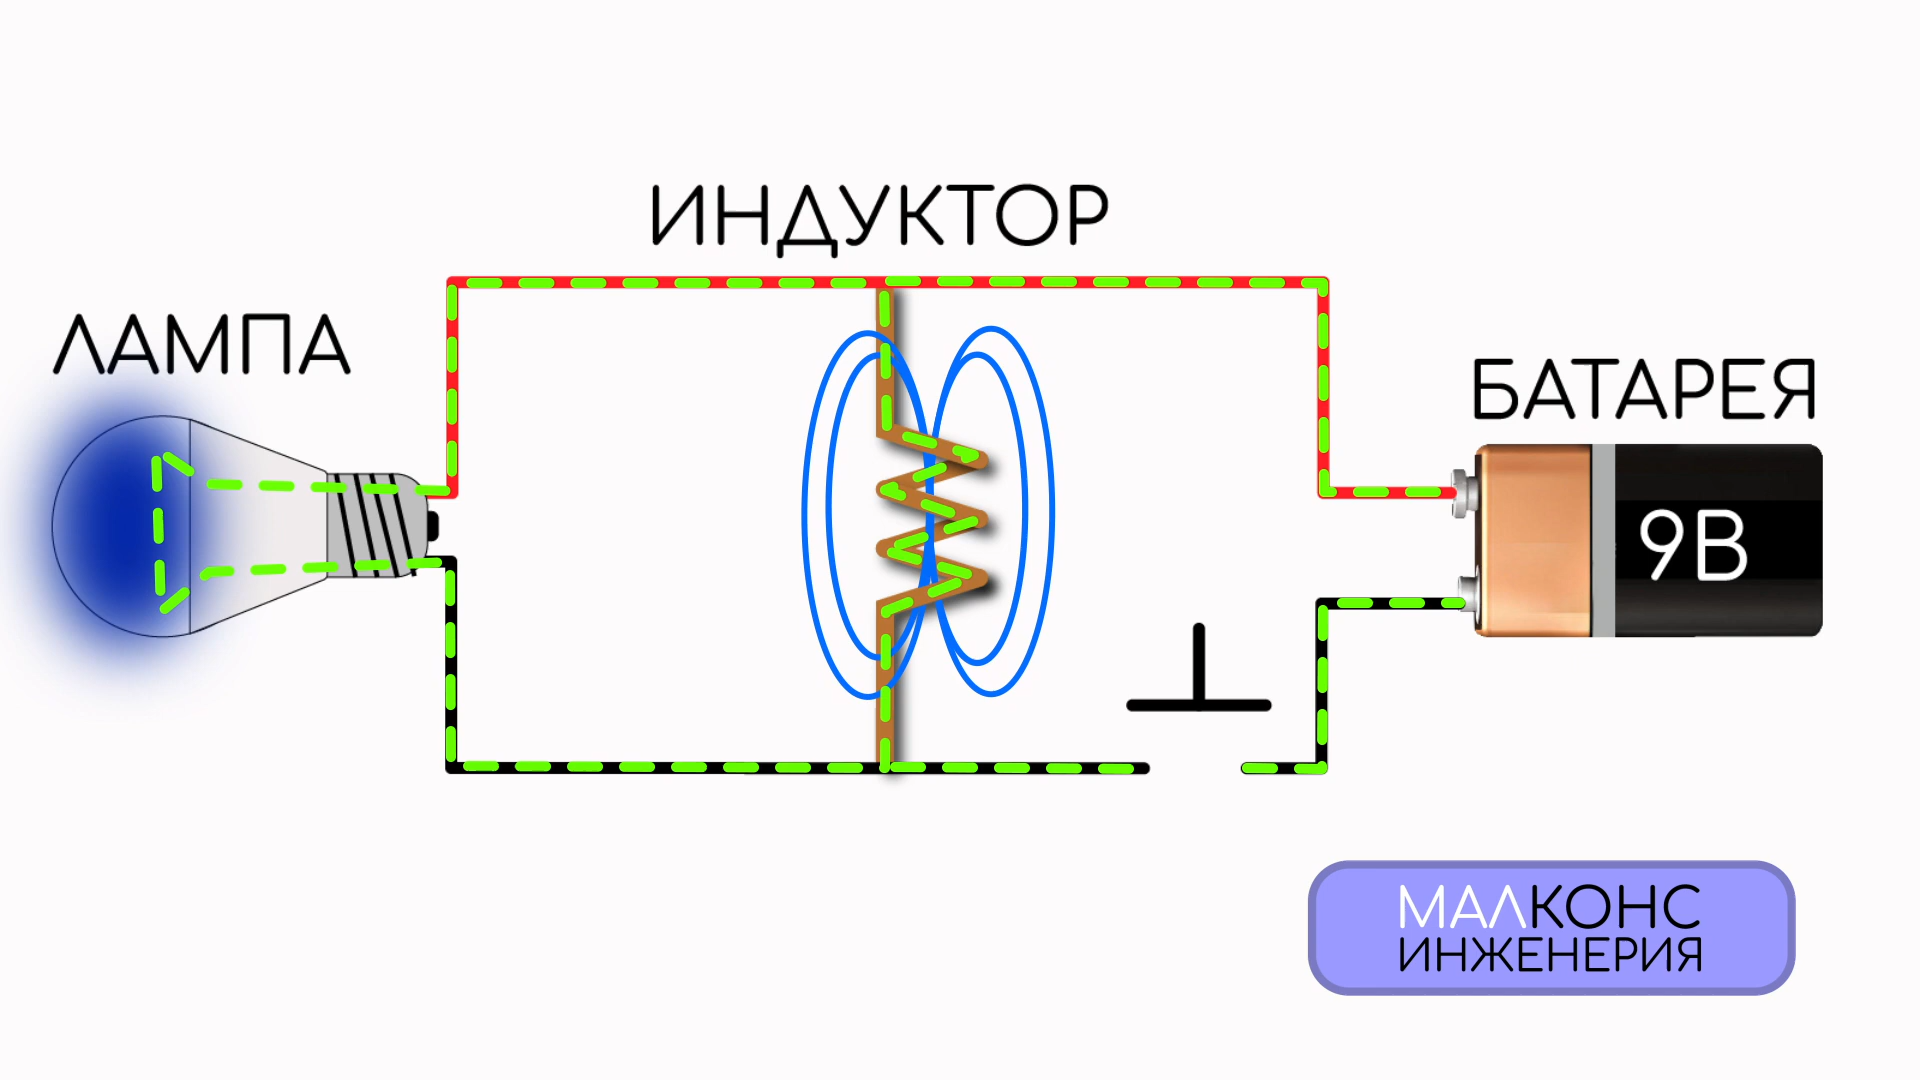 ИНДУКТОР
ЛАМПА
БАТАРЕЯ
9В
МАЛКОНС
ИНЖЕНЕРИЯ